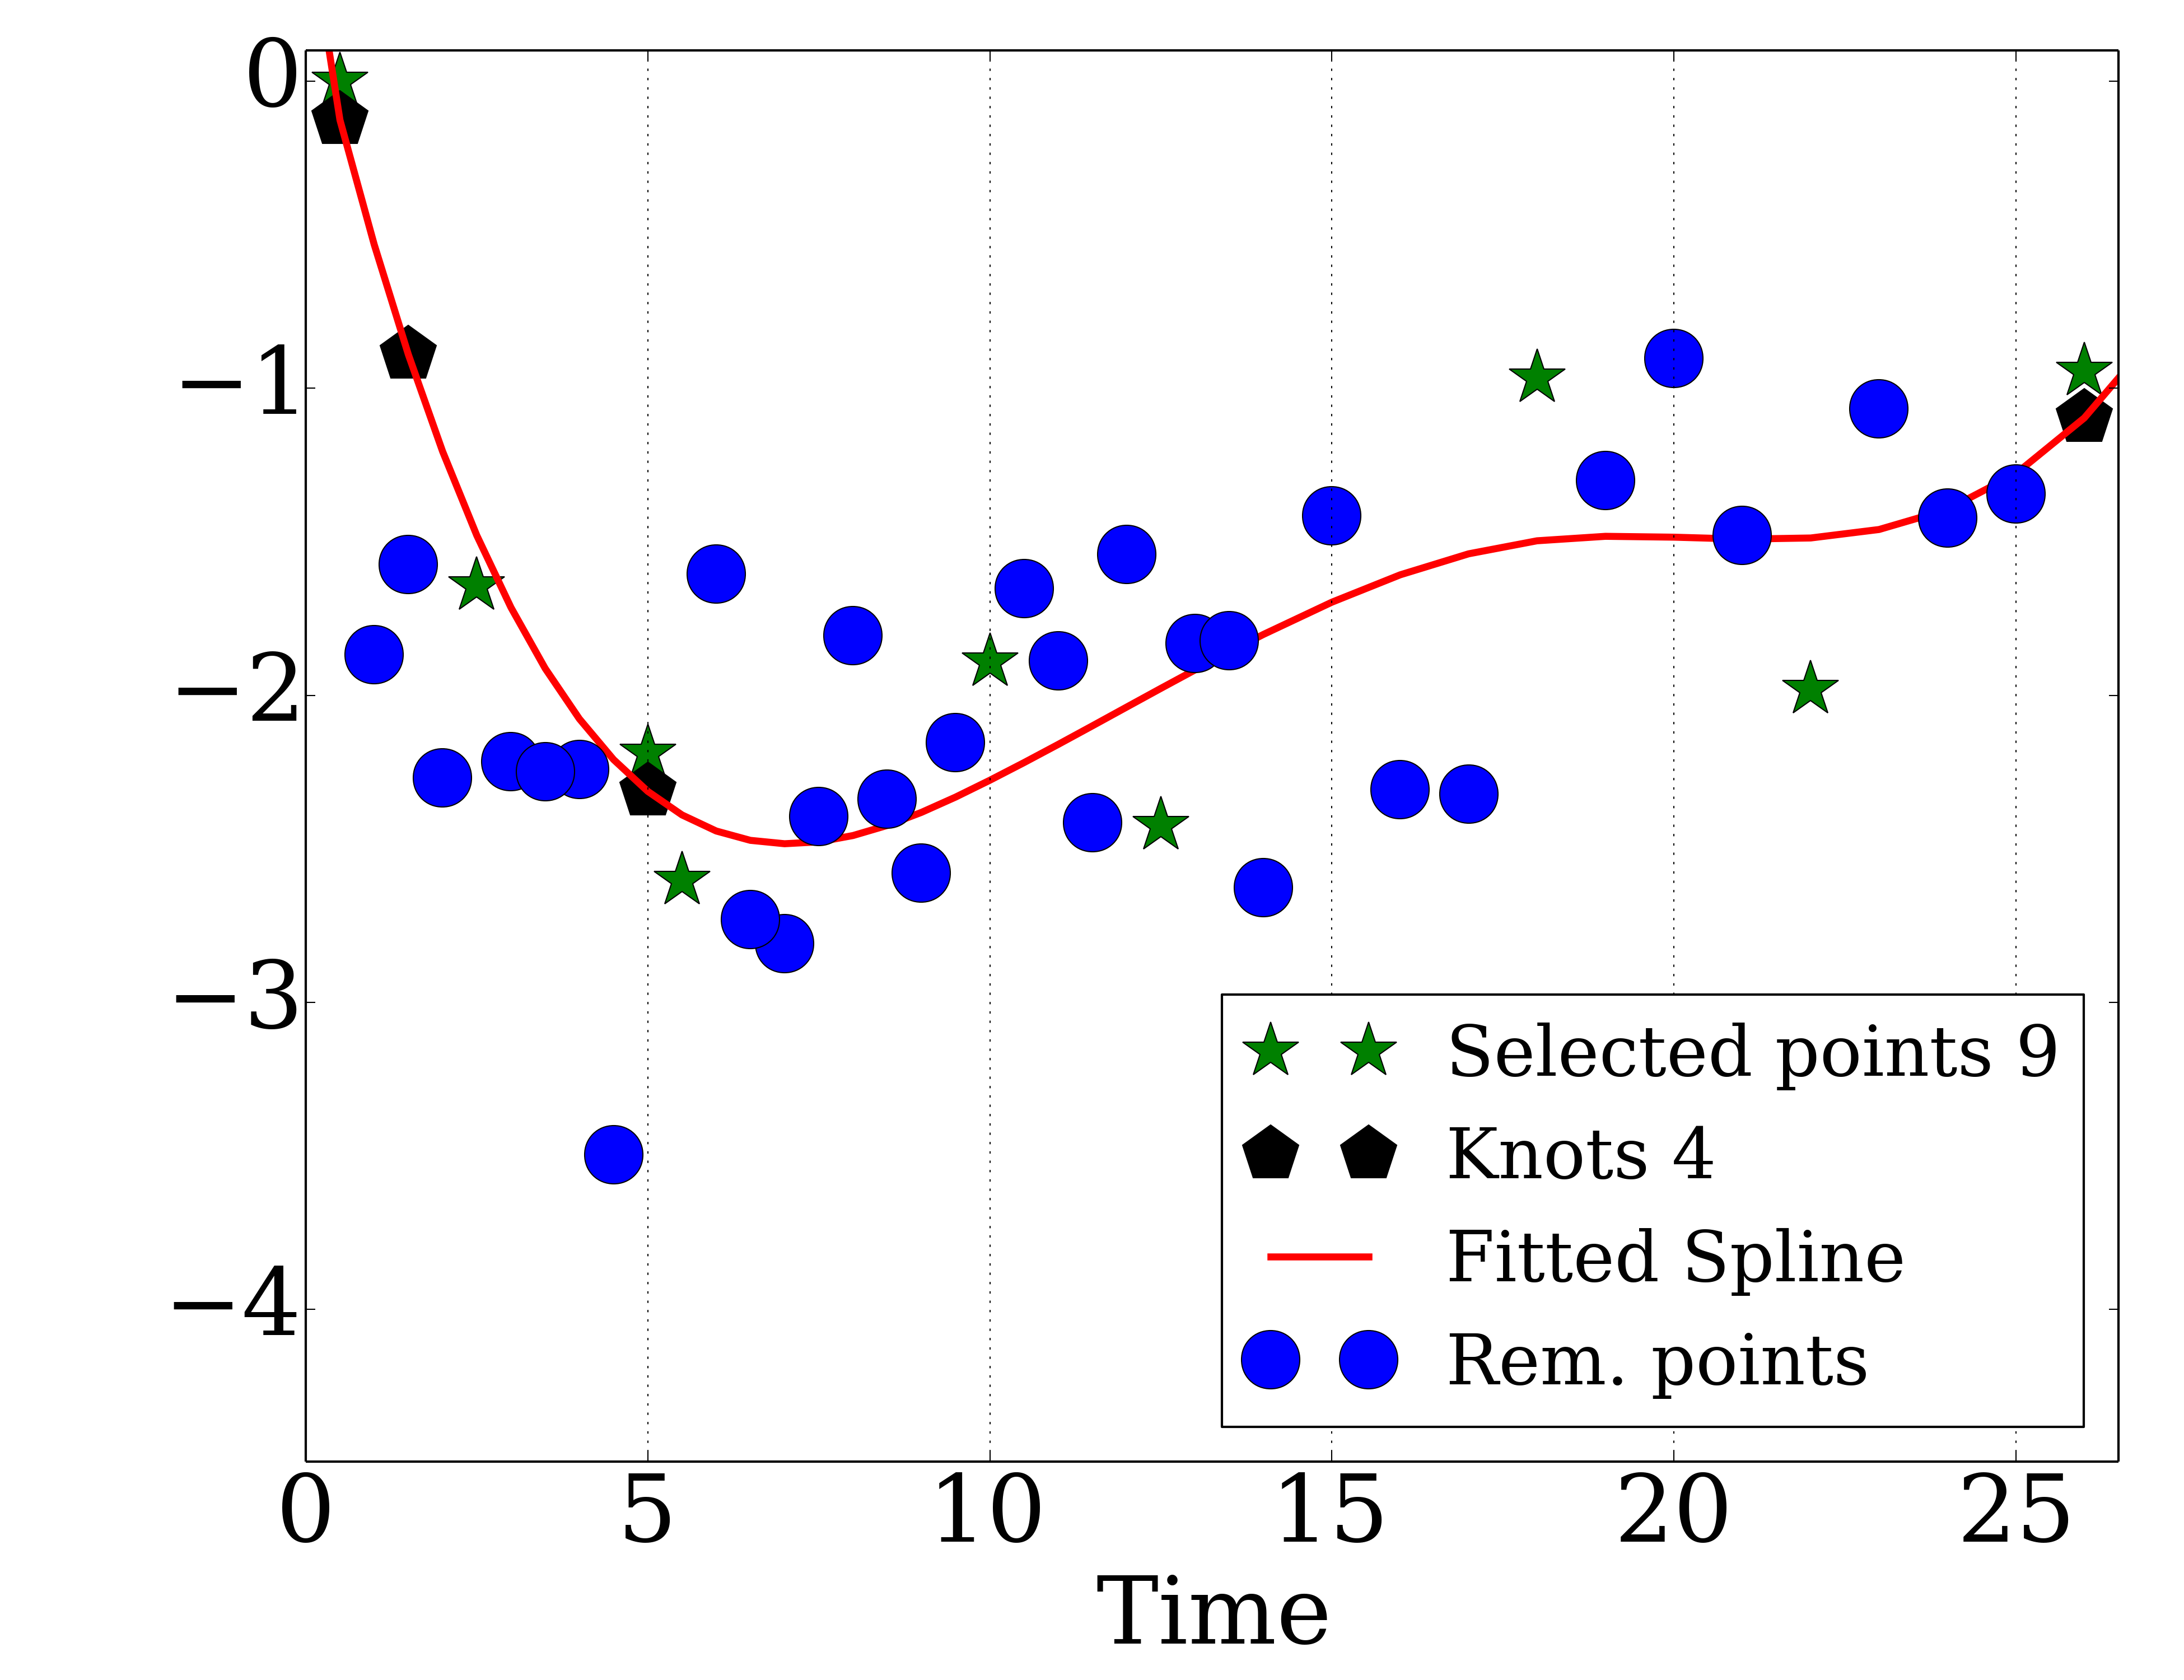 0
−1
−2
−3
−4
Selected points 9
Knots 4
Fitted Spline
Rem. points
0 5 10 15 20 25
Time